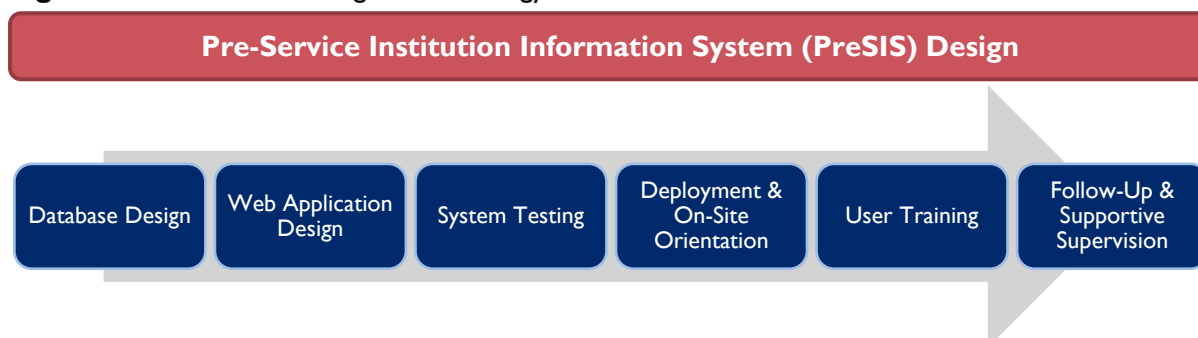 Pre-Service Institution Information System (PreSIS) Design
Database Design
Web Application
Design
System Testing
Deployment &
On-Site
Orientation
User Training
Follow-Up &
Supportive
Supervision